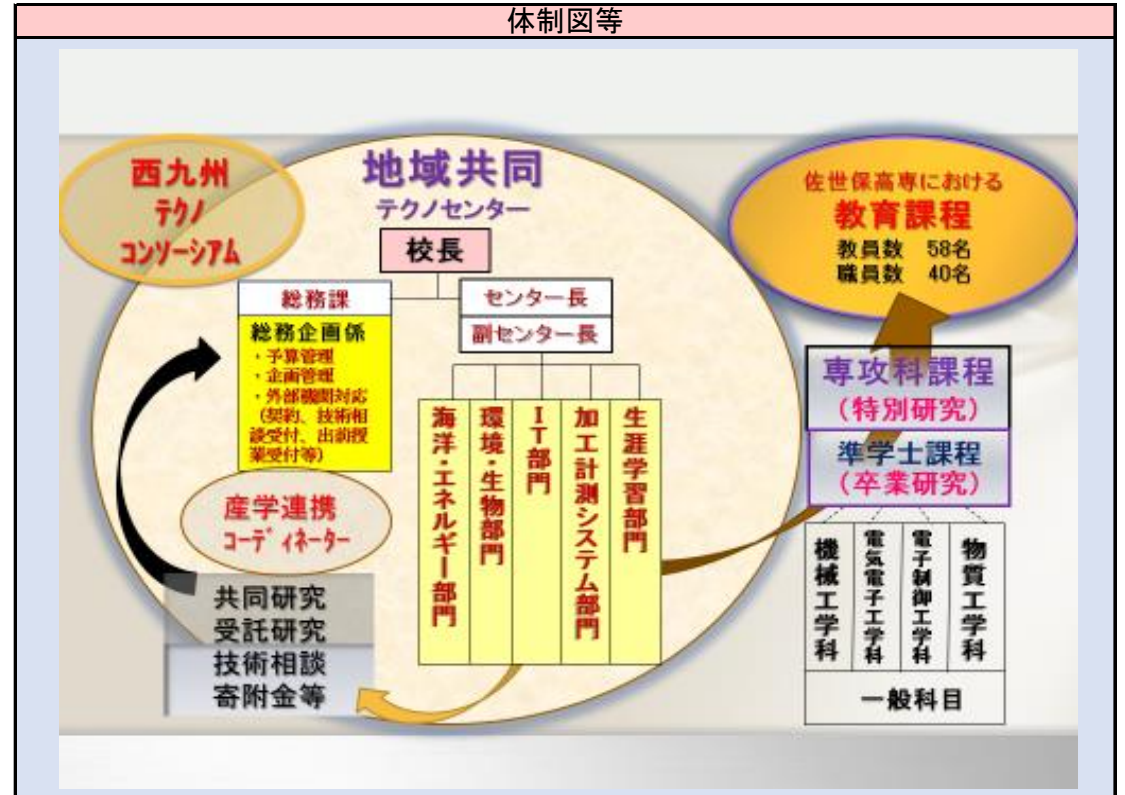 体制図等
西九州
テクノ
コンソーシアム
地域共同
テクノセンター
校長
総務課
総務企画係
・予算管理
・企画管理
・外部機関対応
(契約、技術相
談受付、出前授
業受付等)
センター長
副センター長
海洋・エネルギー部門
環境・生物部門
IT部門
加工計測システム部門
生涯学習部門
産学連携
コーディネーター
共同研究
受託研究
技術相談
寄附金等
佐世保高専における
教育課程
教員数 58名
職員数 40名
専攻科課程
(特別研究)
準学士課程
(卒業研究)
機械工学科
電気電子工学科
電子制御工学科
物質工学科
一般科目